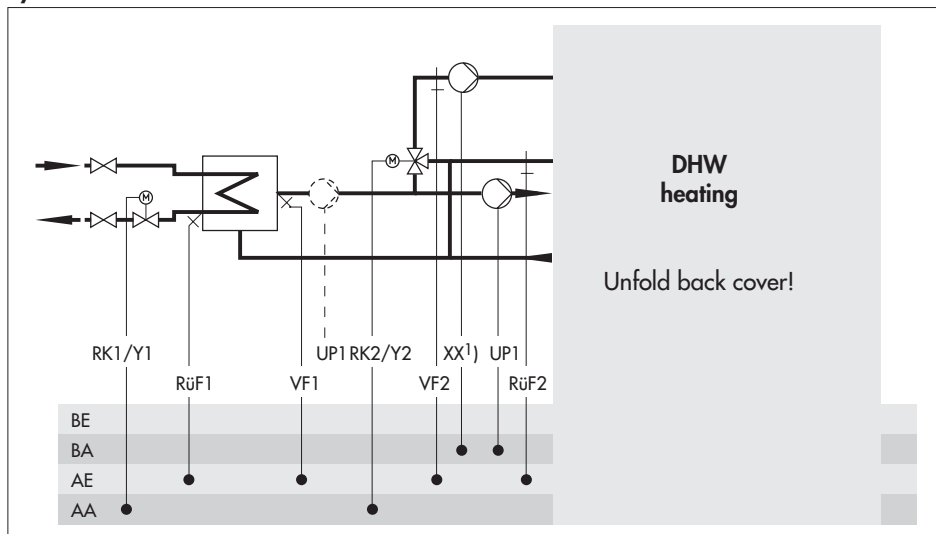 M
M
M
DHW
heating
Unfold back cover!
RK1/Y1 UP1 RK2/Y2 XX1) UP1
RüF1 VF1 VF2 RüF2
BE
BA
AE
AA